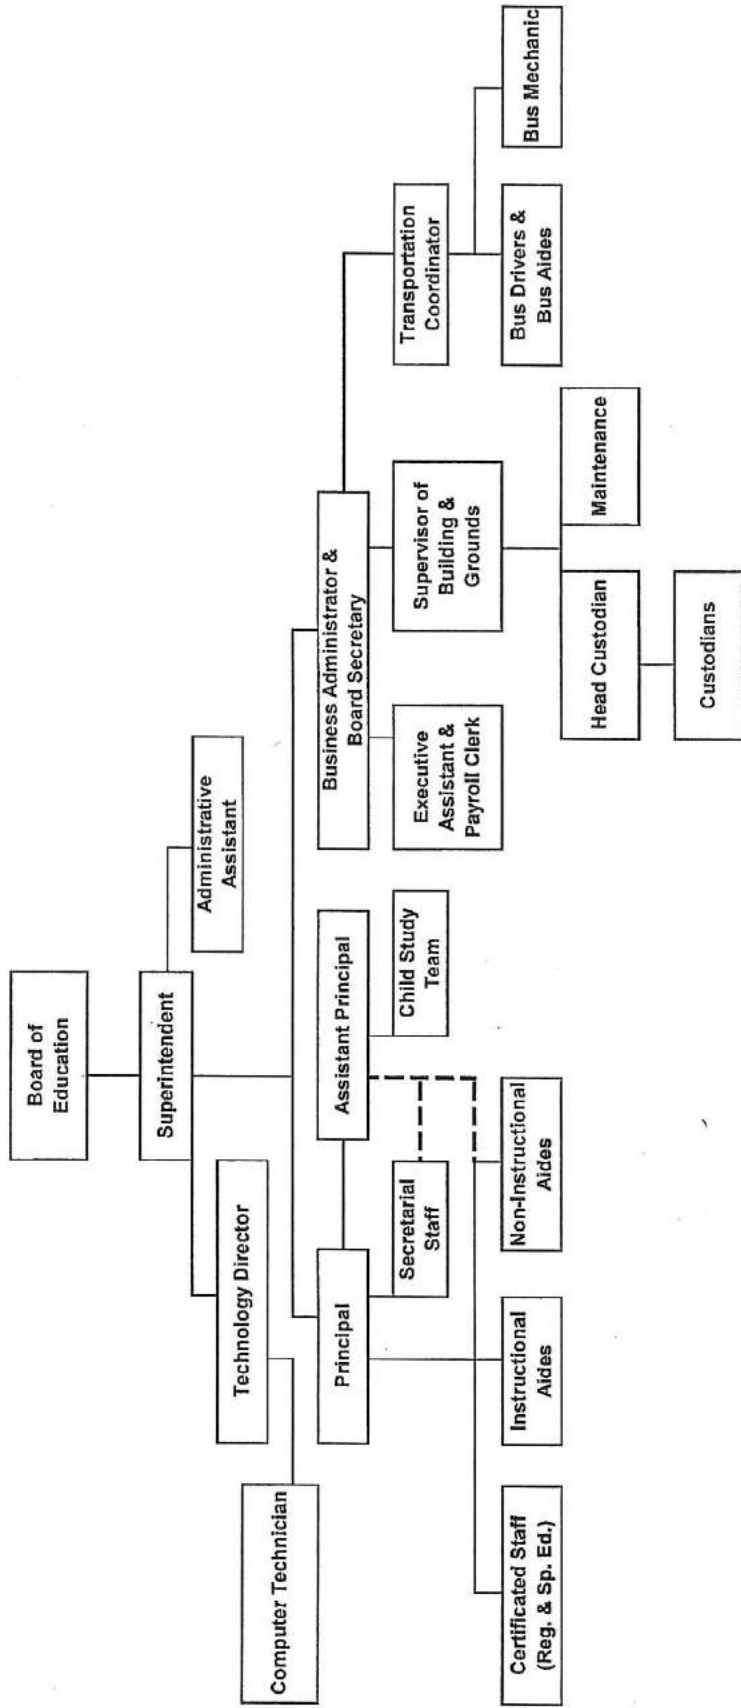 Board of
Education
Superintendent
Administrative
Assistant
Technology Director
Computer Technician
Principal
Assistant Principal
Business Administrator &
Board Secretary
Secretarial
Staff
Child Study
Team
Executive
Assistant &
Payroll Clerk
Supervisor of
Building &
Grounds
Transportation
Coordinator
Certificated Staff
(Reg. & Sp. Ed.)
Instructional
Aides
Non-Instructional
Aides
Bus Drivers &
Bus Aides
Bus Mechanic
Head Custodian
Maintenance
Custodians